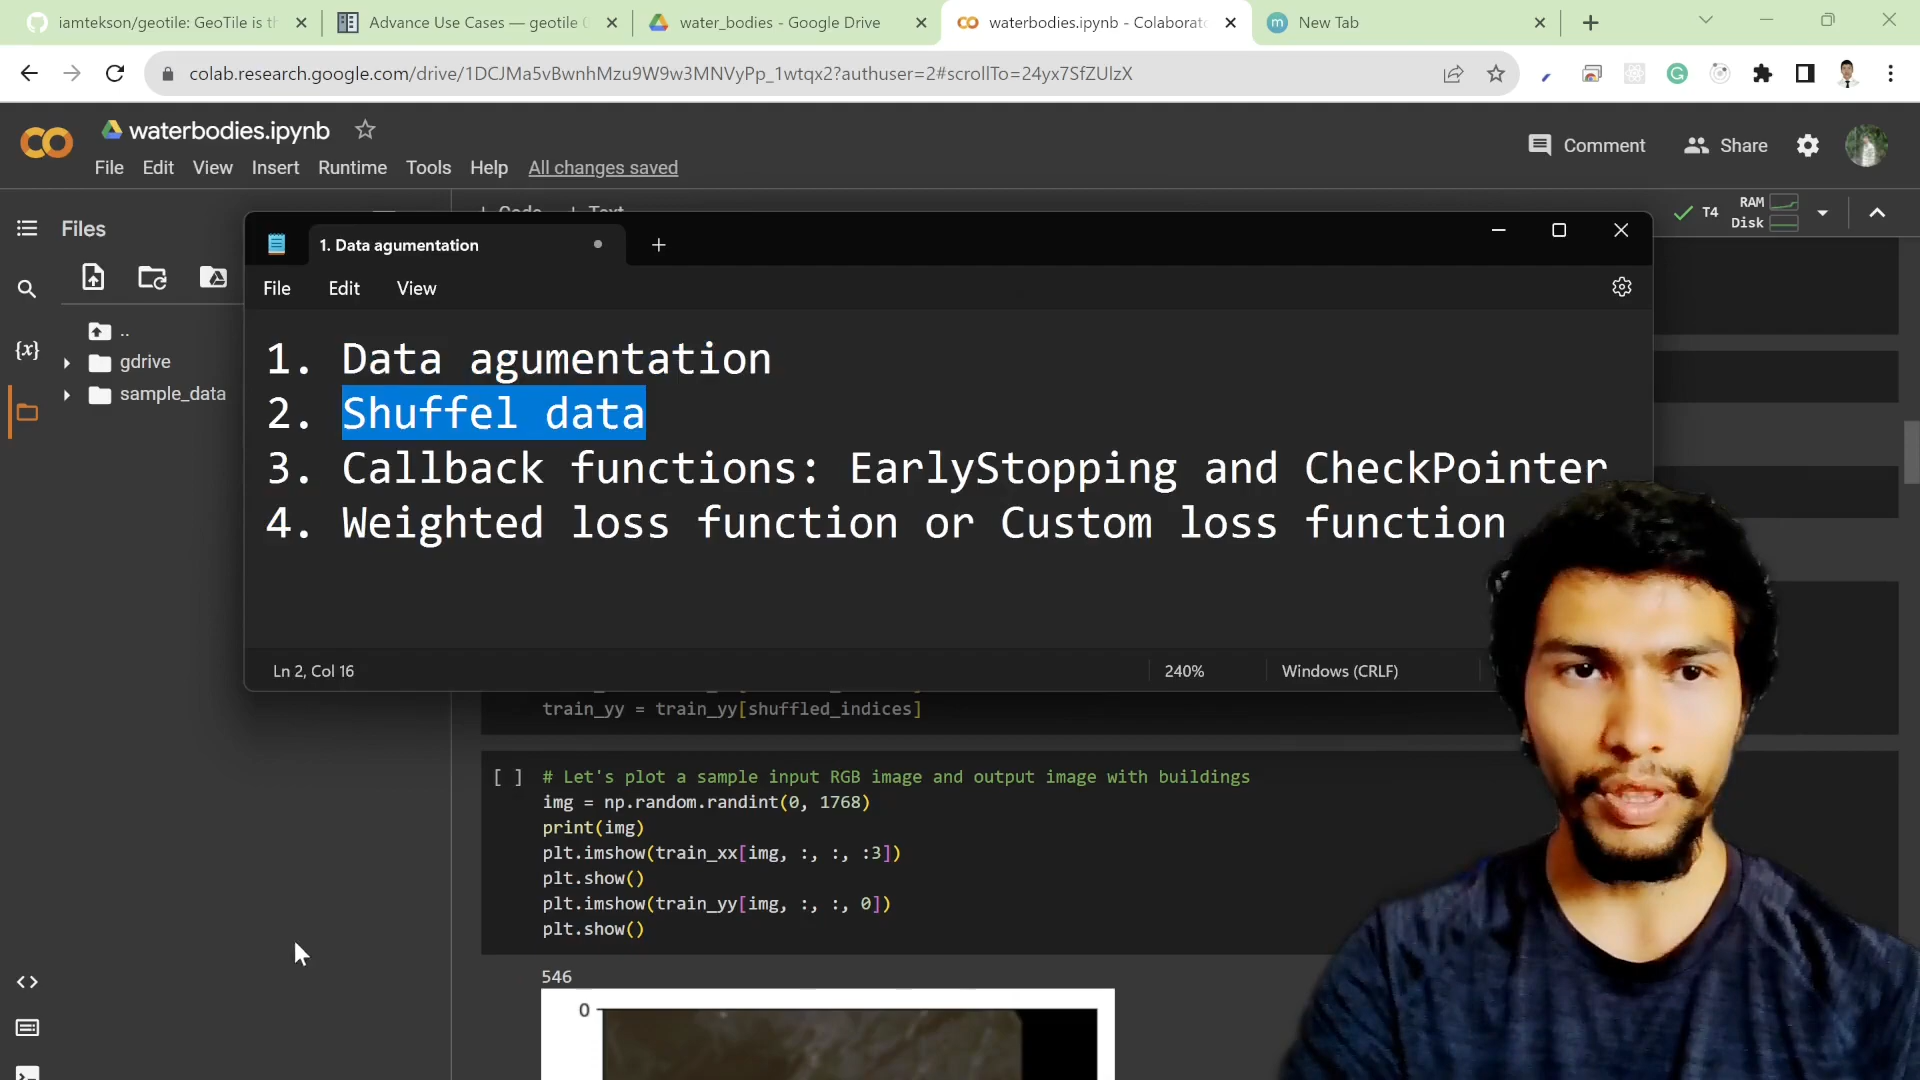 iamtekson/geotile: GeoTile is th
Advance Use Cases — geotile
water_bodies - Google Drive
waterbodies.ipynb - Colaborato
New Tab
colab.research.google.com/drive/1DCJMa5vBwnhMzu9W9w3MNVyPp_1wtqx2?authuser=2#scrollTo=24yx7SfZUlzX
waterbodies.ipynb
File Edit View Insert Runtime Tools Help All changes saved
Comment Share
Files
T4 RAM
Disk
{x}
..
gdrive
sample_data
1. Data agumentation
File Edit View
1. Data agumentation
2. Shuffel data
3. Callback functions: EarlyStopping and CheckPointer
4. Weighted loss function or Custom loss function
Ln 2, Col 16 240% Windows (CRLF)
train_yy = train_yy[shuffled_indices]
[ ] # Let's plot a sample input RGB image and output image with buildings
img = np.random.randint(0, 1768)
print(img)
plt.imshow(train_xx[img, :, :, :3])
plt.show()
plt.imshow(train_yy[img, :, :, 0])
plt.show()
546
0